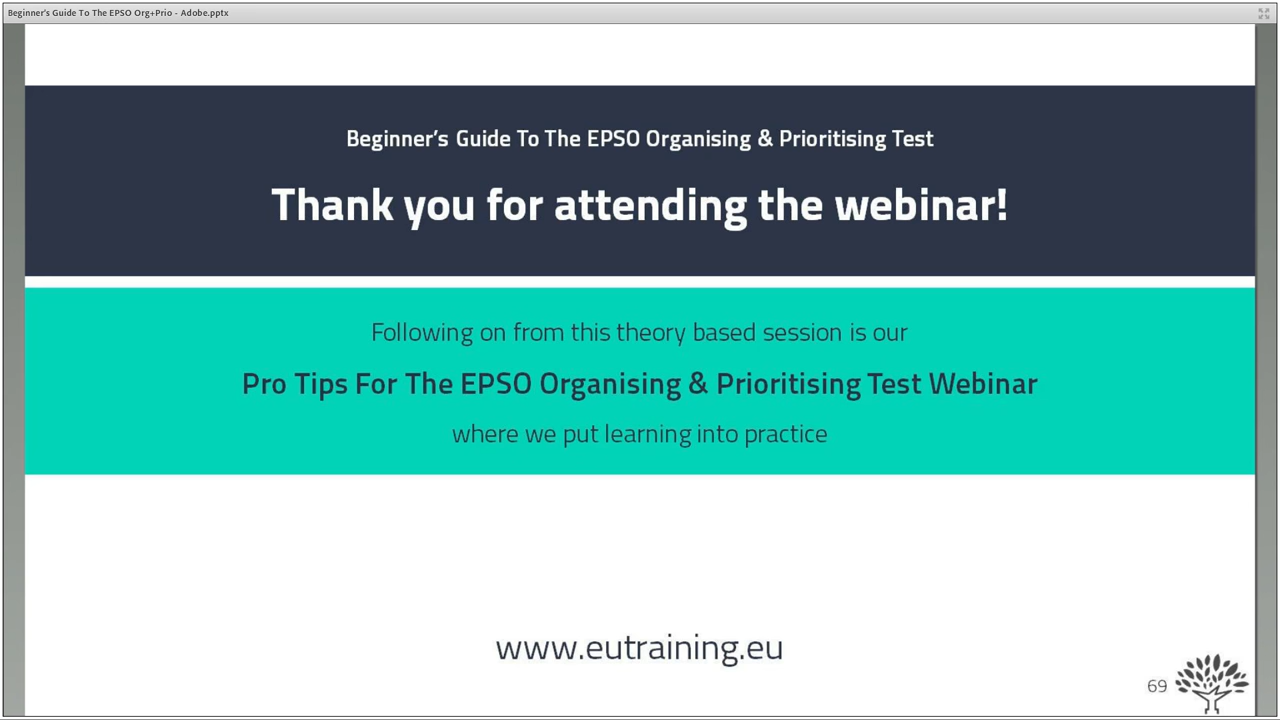 Beginner's Guide To The EPSO Org+Prio - Adobe.pptx
Beginner’s Guide To The EPSO Organising & Prioritising Test
Thank you for attending the webinar!
Following on from this theory based session is our
Pro Tips For The EPSO Organising & Prioritising Test Webinar
where we put learning into practice
www.eutraining.eu
69